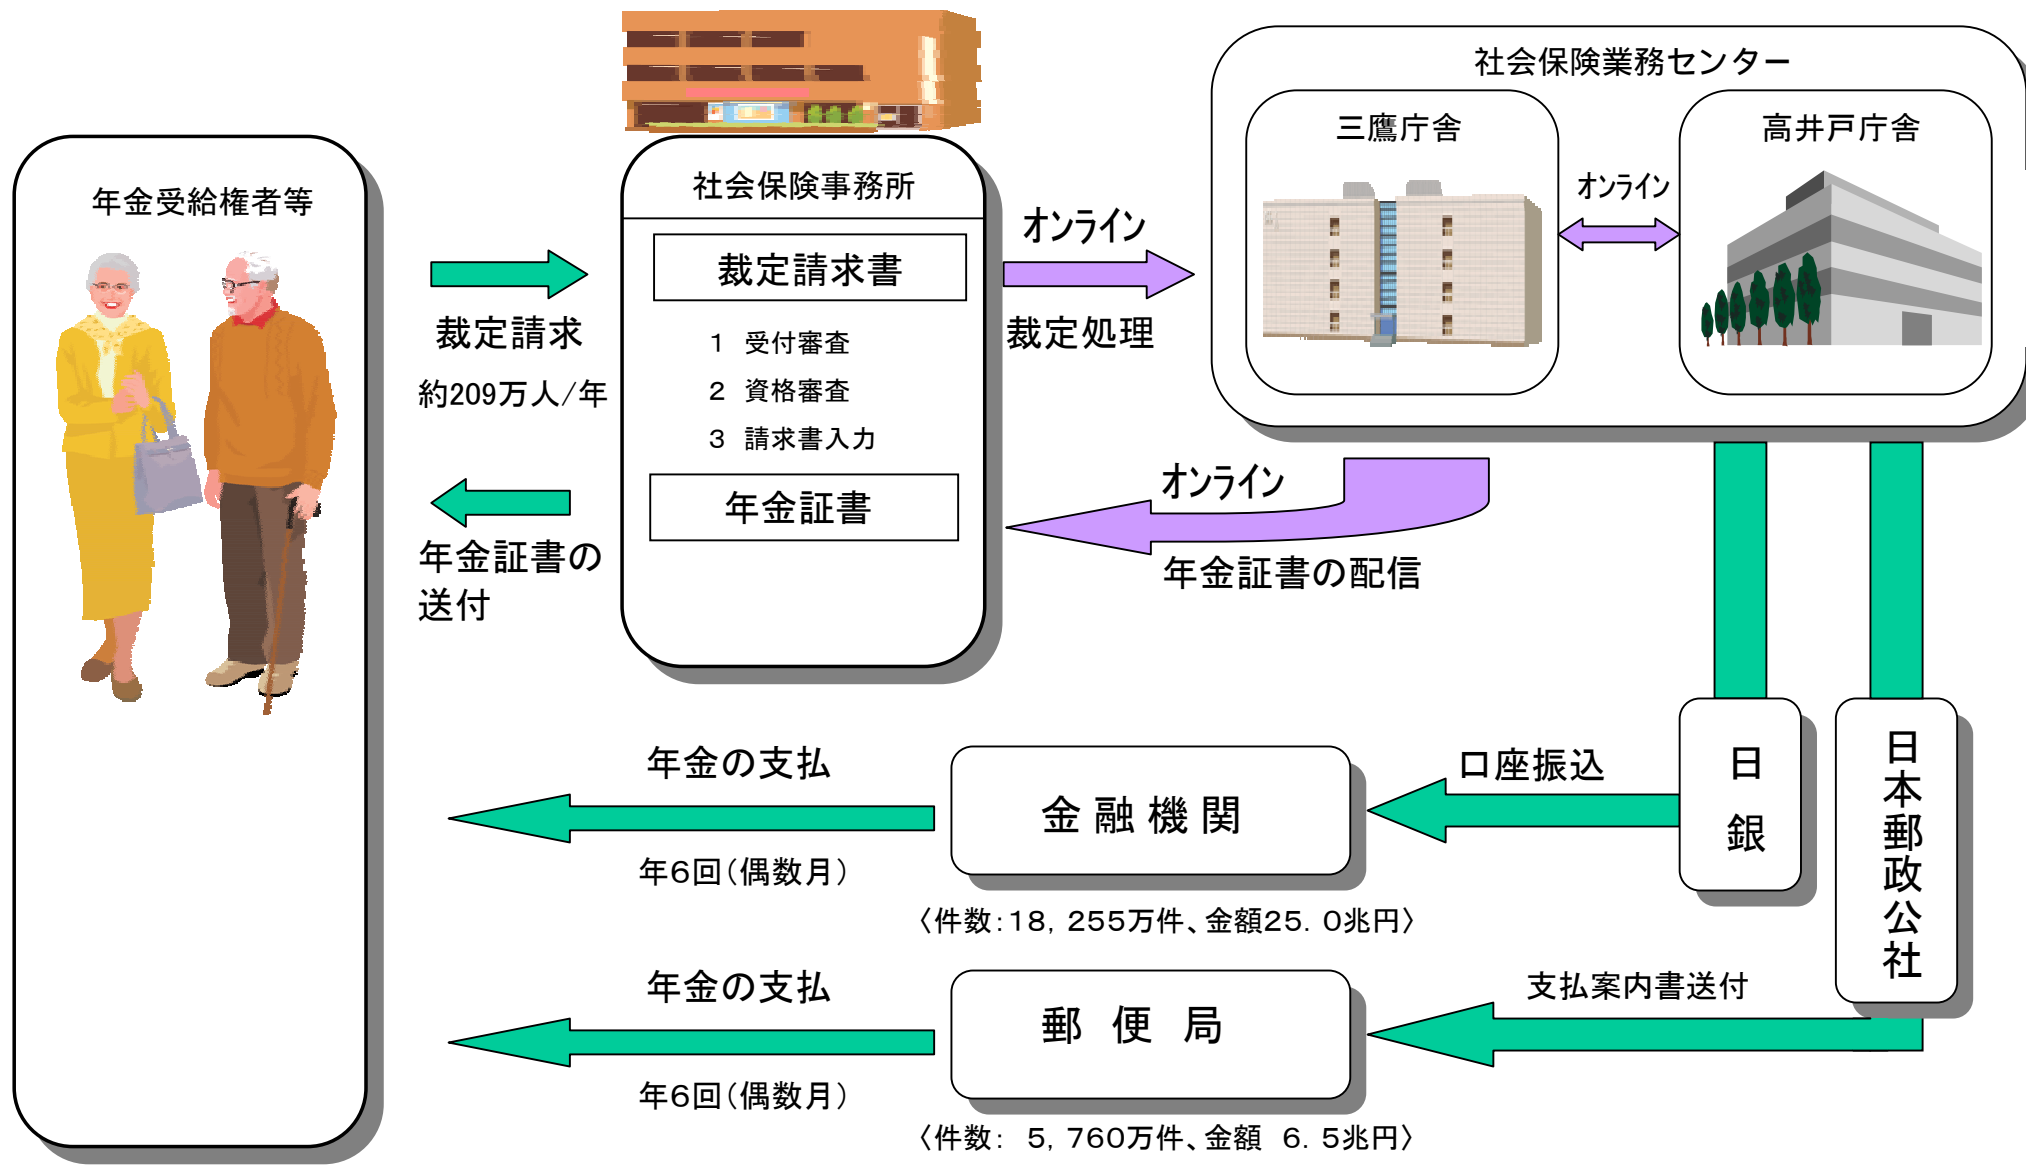 社会保険業務センター
三鷹庁舎
高井戸庁舎
オンライン
年金受給権者等
社会保険事務所
裁定請求書
1 受付審査
2 資格審査
3 請求書入力
年金証書
裁定請求
約209万人/年
オンライン
裁定処理
年金証書の
送付
オンライン
年金証書の配信
日銀
日本郵政公社
口座振込
金融機関
年金の支払
年6回(偶数月)
〈件数:18,255万件、金額25.0兆円〉
支払案内書送付
郵便局
年金の支払
年6回(偶数月)
〈件数: 5,760万件、金額 6.5兆円〉